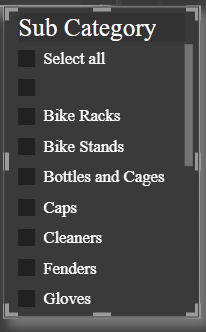 Sub Category
Select all
Bike Racks
Bike Stands
Bottles and Cages
Caps
Cleaners
Fenders
Gloves